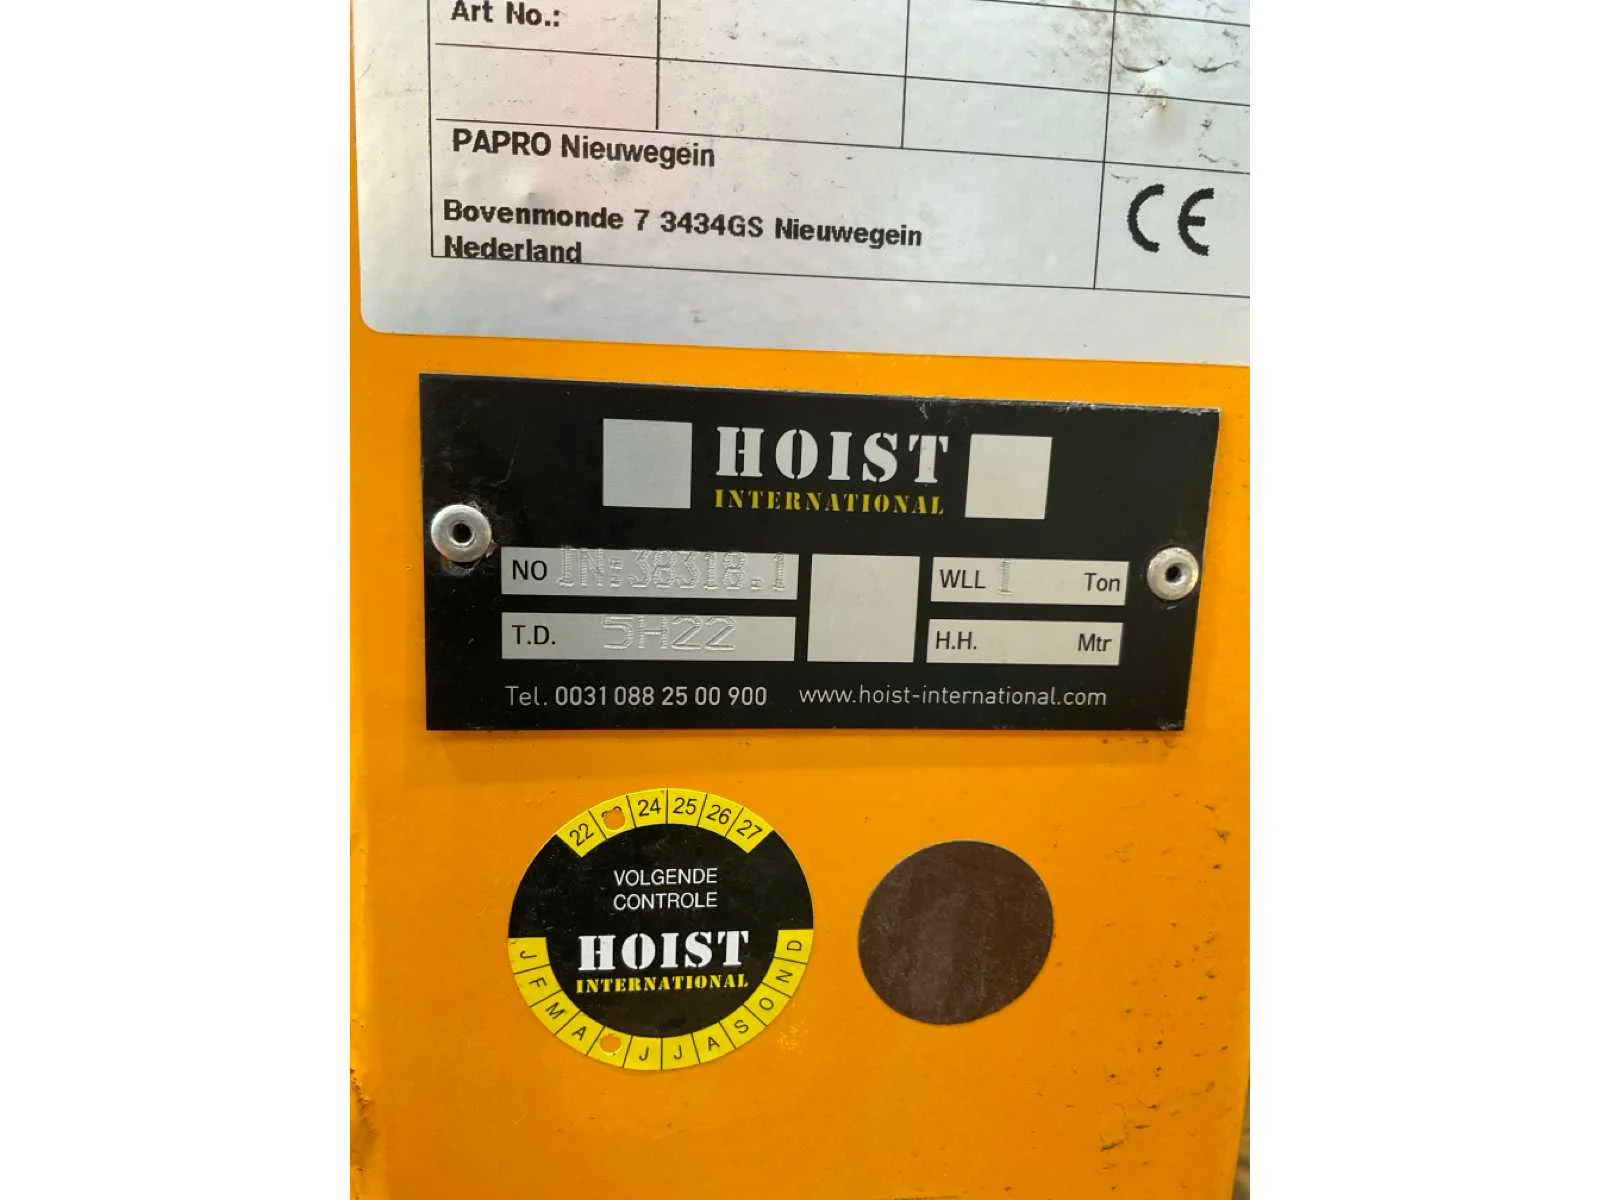 Art No.:
PAPRO Nieuwegein
Bovenmonde 7 3434GS Nieuwegein
Nederland
CE
HOIST
INTERNATIONAL
NO IN:38318.1
WLL 1 Ton
T.D. 5H22
H.H. Mtr
Tel. 0031 088 25 00 900 www.hoist-international.com
22 24 25 26 27
VOLGENDE
CONTROLE
HOIST
INTERNATIONAL
J F M A J J A S O N D